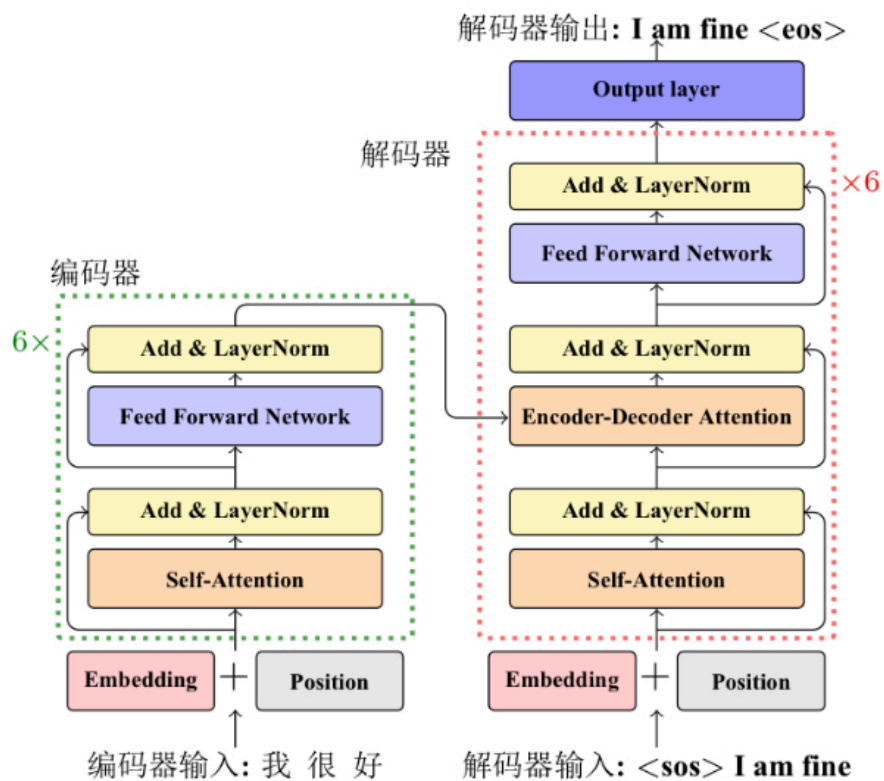 解码器输出: I am fine <eos>
Output layer
解码器
Add & LayerNorm
×6
Feed Forward Network
Add & LayerNorm
Encoder-Decoder Attention
Add & LayerNorm
Self-Attention
Embedding + Position
解码器输入: <sos> I am fine
编码器
6×
Add & LayerNorm
Feed Forward Network
Add & LayerNorm
Self-Attention
Embedding + Position
编码器输入: 我 很 好